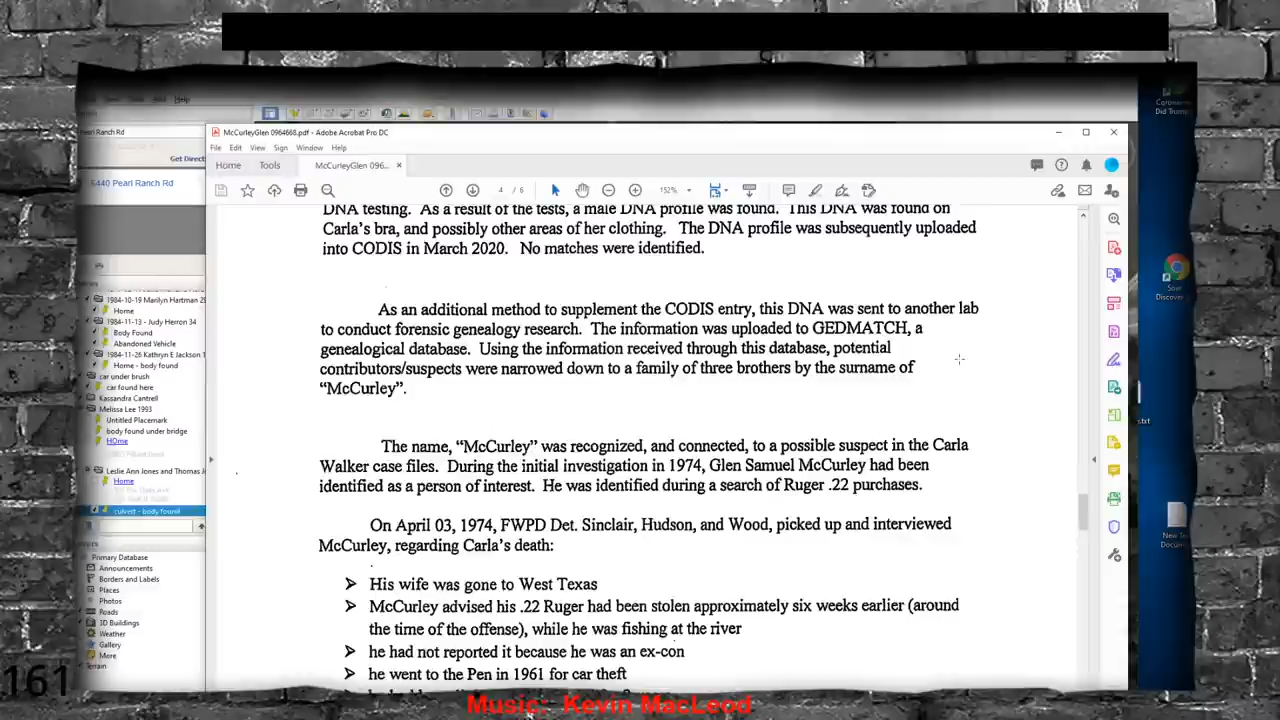 Coronavirus
Did Trump
Help
McCurleyGlen 0964668.pdf - Adobe Acrobat Pro DC
Pearl Ranch Rd
File Edit View Sign Window Help
Get Direct
Home Tools McCurleyGlen 096... ×
5440 Pearl Ranch Rd
4 / 6 152%
DNA testing. As a result of the tests, a male DNA profile was found. This DNA was found on
Carla's bra, and possibly other areas of her clothing. The DNA profile was subsequently uploaded
into CODIS in March 2020. No matches were identified.
As an additional method to supplement the CODIS entry, this DNA was sent to another lab
to conduct forensic genealogy research. The information was uploaded to GEDMATCH, a
genealogical database. Using the information received through this database, potential
contributors/suspects were narrowed down to a family of three brothers by the surname of
"McCurley".
The name, "McCurley" was recognized, and connected, to a possible suspect in the Carla
Walker case files. During the initial investigation in 1974, Glen Samuel McCurley had been
identified as a person of interest. He was identified during a search of Ruger .22 purchases.
On April 03, 1974, FWPD Det. Sinclair, Hudson, and Wood, picked up and interviewed
McCurley, regarding Carla's death:
➢ His wife was gone to West Texas
➢ McCurley advised his .22 Ruger had been stolen approximately six weeks earlier (around
the time of the offense), while he was fishing at the river
➢ he had not reported it because he was an ex-con
➢ he went to the Pen in 1961 for car theft
1984-10-19 Marilyn Hartman 29
Home
1984-11-13 - Judy Herron 34
Body Found
Abandoned Vehicle
1984-11-26 Kathryn E Jackson 1
Home - body found
car under brush
car found here
Kassandra Cantrell
Melissa Lee 1993
Untitled Placemark
body found under bridge
HOme
Leslie Ann Jones and Thomas J
Home
culvert - body found
Primary Database
Announcements
Borders and Labels
Places
Photos
Roads
3D Buildings
Weather
Gallery
More
Terrain
Discover
.txt
161
Music: Kevin MacLeod